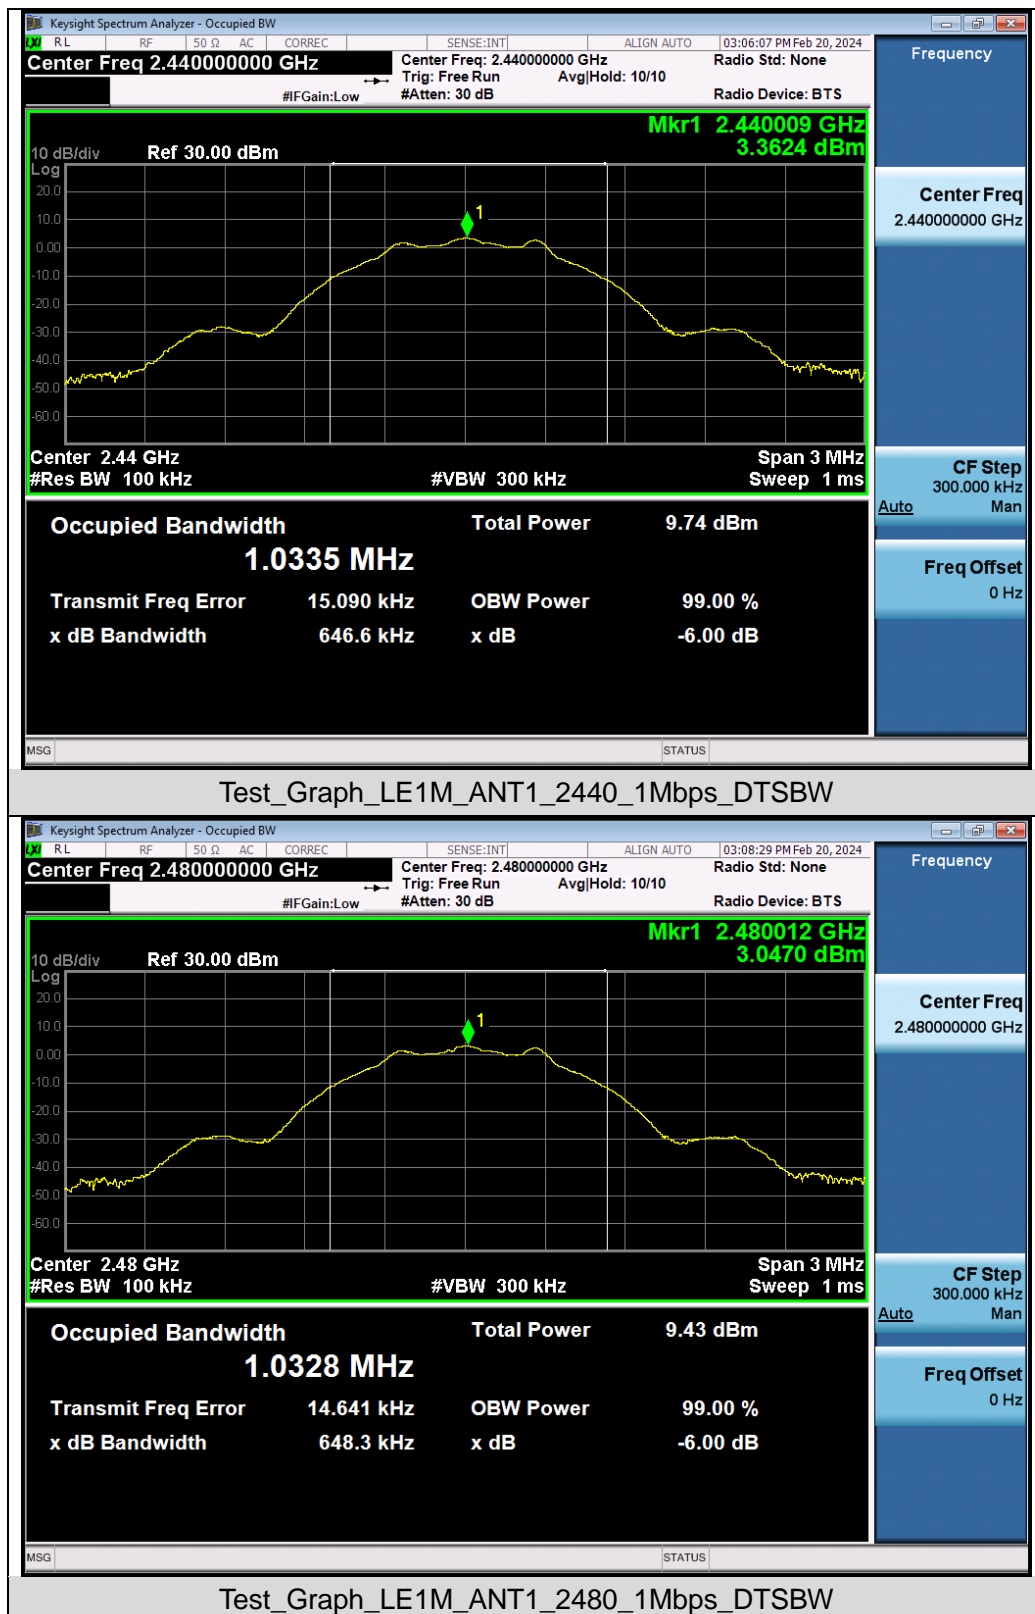 Keysight Spectrum Analyzer - Occupied BW
LXI RL RF 50 Ω AC CORREC SENSE:INT ALIGN AUTO 03:06:07 PM Feb 20, 2024
Center Freq 2.440000000 GHz
Center Freq: 2.440000000 GHz
Radio Std: None
Trig: Free Run Avg|Hold: 10/10
#IFGain:Low
#Atten: 30 dB
Radio Device: BTS
Frequency
Mkr1 2.440009 GHz
3.3624 dBm
10 dB/div Ref 30.00 dBm
Log
20.0
10.0
0.00
-10.0
-20.0
-30.0
-40.0
-50.0
-60.0
1
Center Freq
2.440000000 GHz
Center 2.44 GHz
Span 3 MHz
#Res BW 100 kHz
#VBW 300 kHz
Sweep 1 ms
CF Step
300.000 kHz
Auto Man
Freq Offset
0 Hz
Occupied Bandwidth
Total Power 9.74 dBm
1.0335 MHz
Transmit Freq Error 15.090 kHz OBW Power 99.00 %
x dB Bandwidth 646.6 kHz x dB -6.00 dB
MSG STATUS
Test_Graph_LE1M_ANT1_2440_1Mbps_DTSBW
Keysight Spectrum Analyzer - Occupied BW
LXI RL RF 50 Ω AC CORREC SENSE:INT ALIGN AUTO 03:08:29 PM Feb 20, 2024
Center Freq 2.480000000 GHz
Center Freq: 2.480000000 GHz
Radio Std: None
Trig: Free Run Avg|Hold: 10/10
#IFGain:Low
#Atten: 30 dB
Radio Device: BTS
Frequency
Mkr1 2.480012 GHz
3.0470 dBm
10 dB/div Ref 30.00 dBm
Log
20.0
10.0
0.00
-10.0
-20.0
-30.0
-40.0
-50.0
-60.0
1
Center Freq
2.480000000 GHz
Center 2.48 GHz
Span 3 MHz
#Res BW 100 kHz
#VBW 300 kHz
Sweep 1 ms
CF Step
300.000 kHz
Auto Man
Freq Offset
0 Hz
Occupied Bandwidth
Total Power 9.43 dBm
1.0328 MHz
Transmit Freq Error 14.641 kHz OBW Power 99.00 %
x dB Bandwidth 648.3 kHz x dB -6.00 dB
MSG STATUS
Test_Graph_LE1M_ANT1_2480_1Mbps_DTSBW